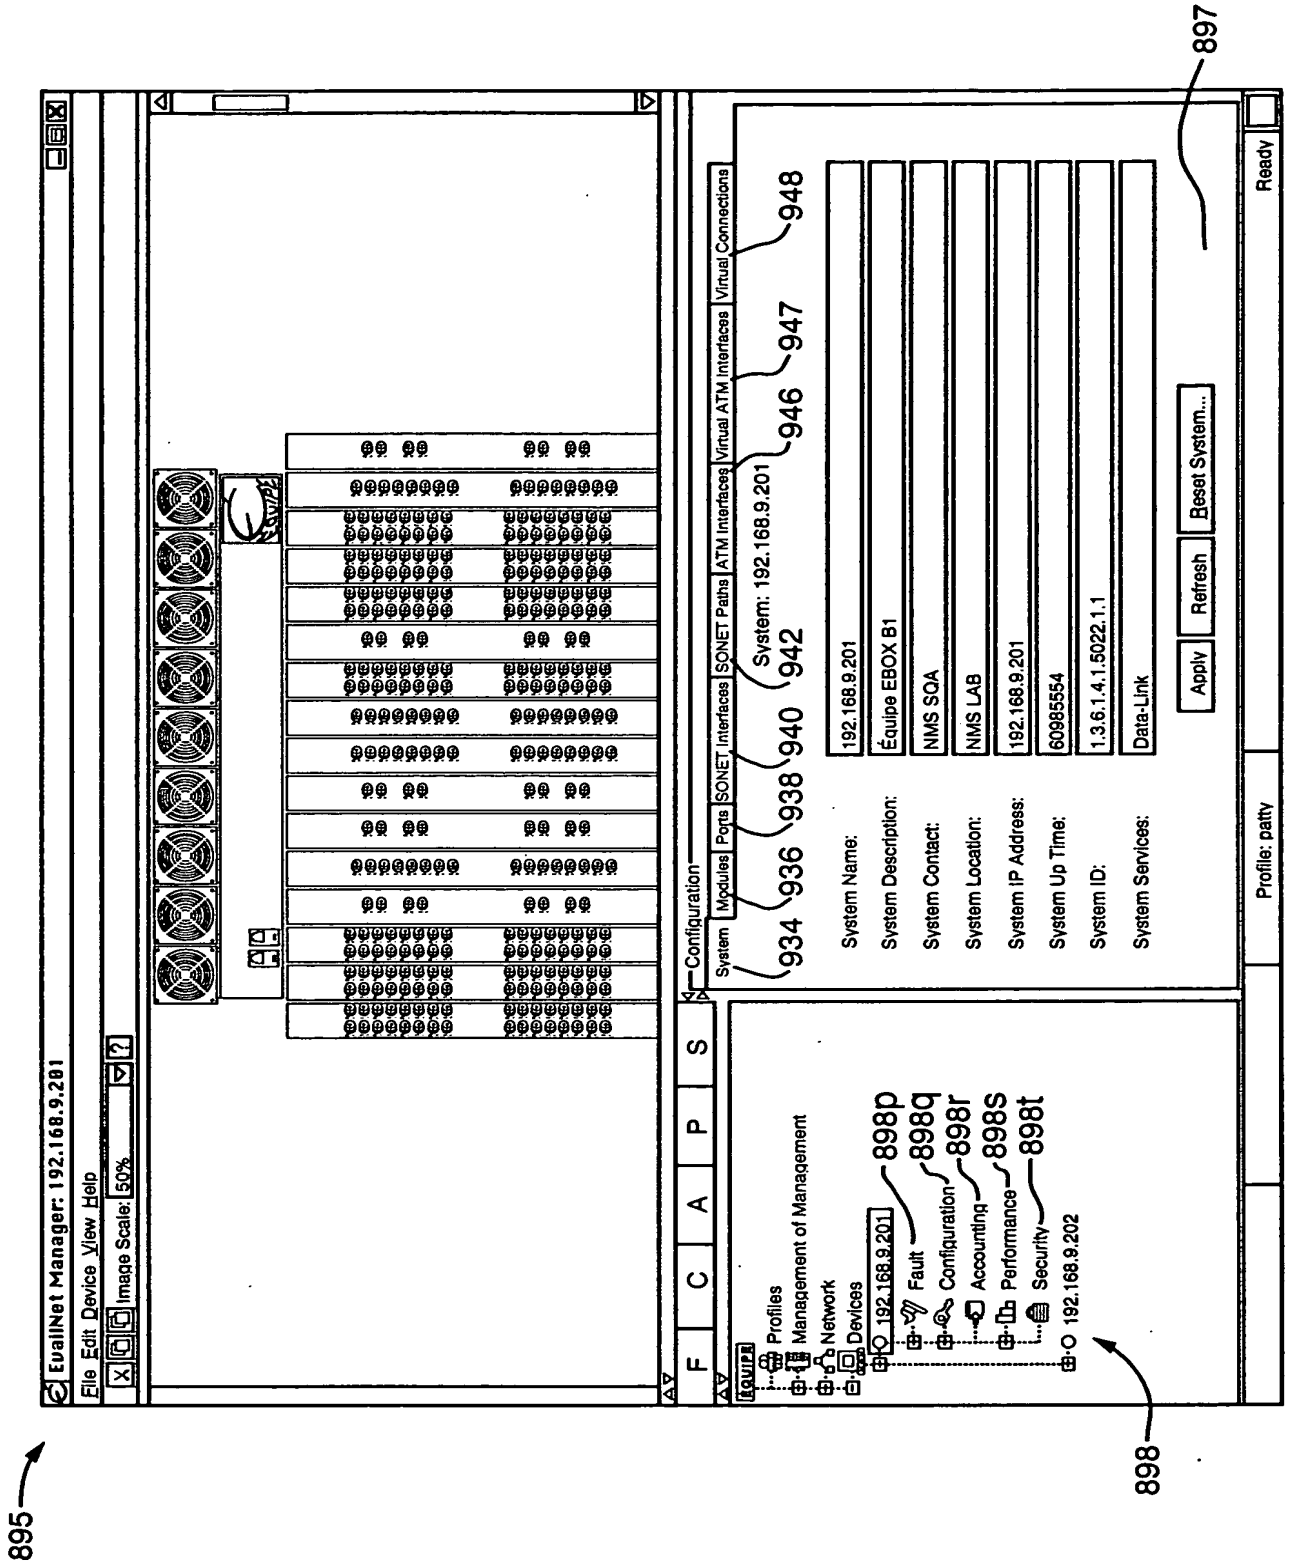 895
EvallNet Manager: 192.168.9.201
File Edit Device View Help
X Image Scale: 50% ?
EQUIPE
F C A P S
EQUIPE
Profiles
Management of Management
Network
Devices
192.168.9.201
Fault
Configuration
Accounting
Performance
Security
192.168.9.202
898p
898q
898r
898s
898t
898
Configuration
System Modules Ports SONET Interfaces SONET Paths ATM Interfaces Virtual ATM Interfaces Virtual Connections
934 936 938 940 942 946 947 948
System: 192.168.9.201
System Name: 192.168.9.201
System Description: Équipe EBOX B1
System Contact: NMS SQA
System Location: NMS LAB
System IP Address: 192.168.9.201
System Up Time: 60985554
System ID: 1.3.6.1.4.1.5022.1.1
System Services: Data-Link
Apply Refresh Reset System...
897
Profile: patty Ready